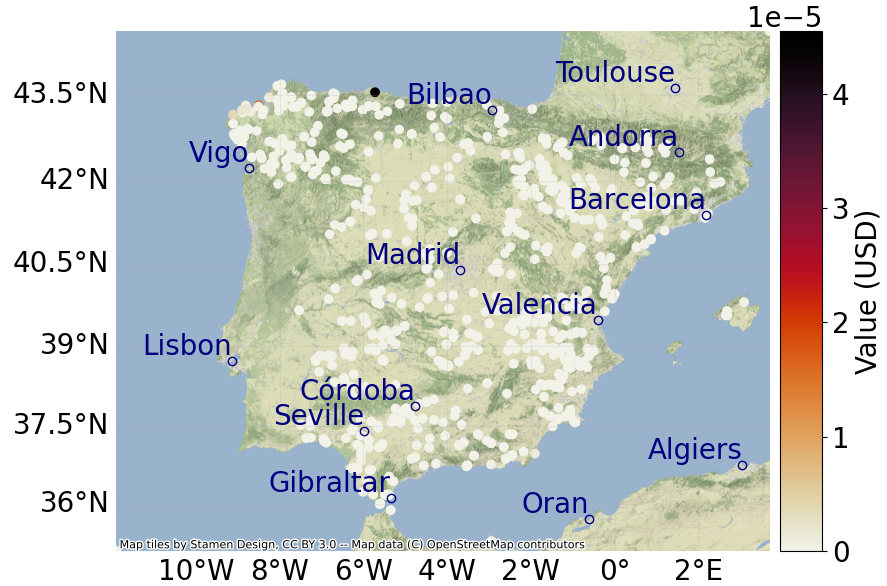 1e−5
43.5°N
42°N
40.5°N
39°N
37.5°N
36°N
Toulouse
Bilbao
Andorra
Vigo
Barcelona
Madrid
Valencia
Lisbon
Córdoba
Seville
Algiers
Gibraltar
Oran
Map tiles by Stamen Design, CC BY 3.0 -- Map data (C) OpenStreetMap contributors
10°W 8°W 6°W 4°W 2°W 0° 2°E
4
3
2
1
0
Value (USD)